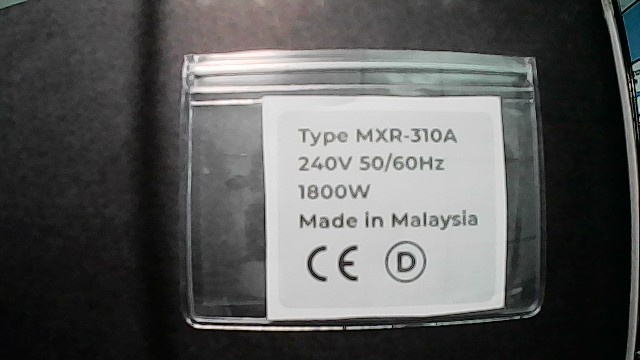 Type MXR-310A
240V 50/60Hz
1800W
Made in Malaysia
CE D